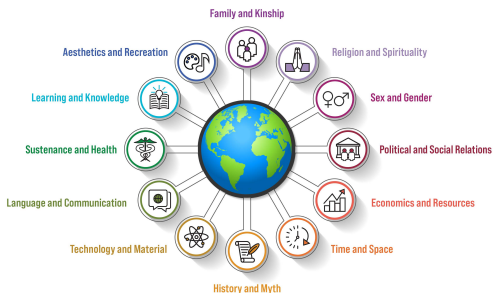 Family and Kinship
Aesthetics and Recreation
Religion and Spirituality
Learning and Knowledge
Sex and Gender
Sustenance and Health
Political and Social Relations
Language and Communication
Economics and Resources
Technology and Material
Time and Space
History and Myth